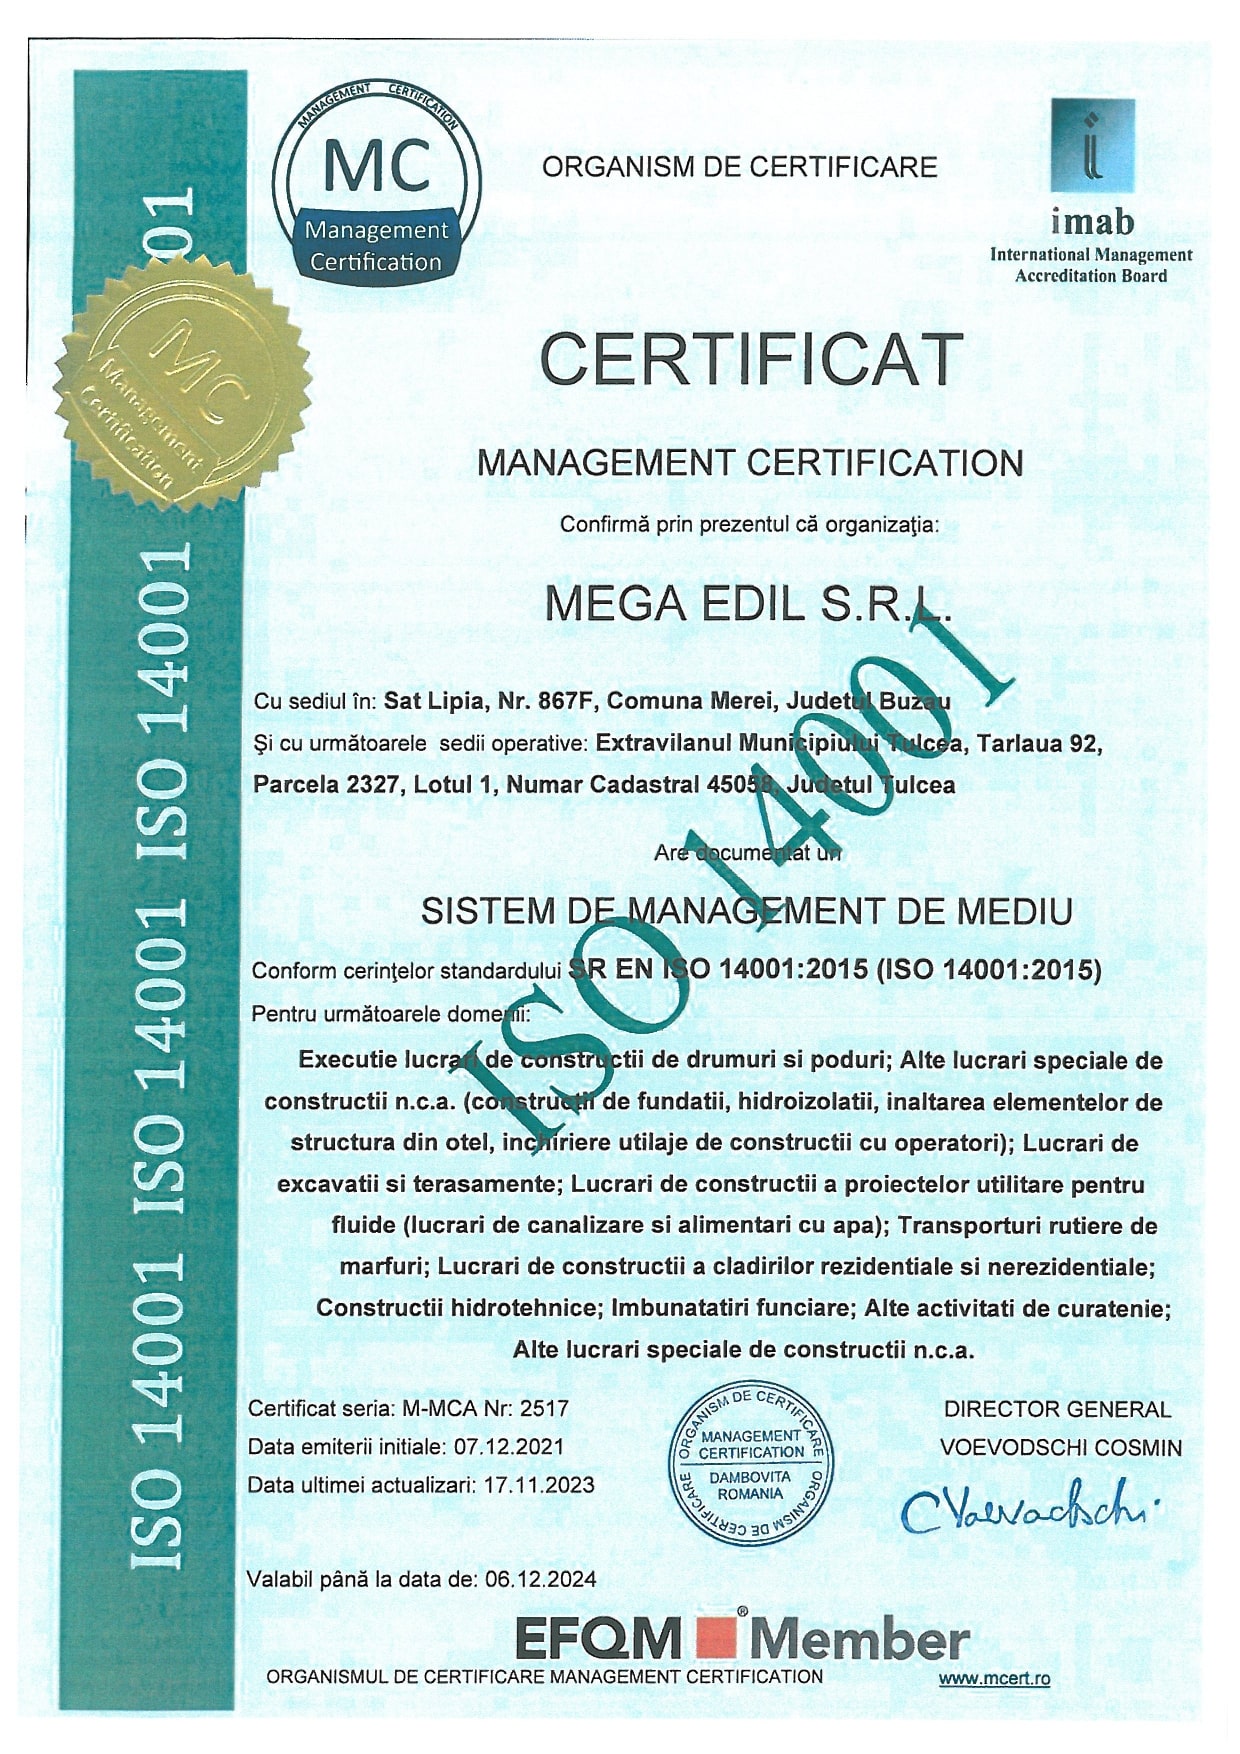 MANAGEMENT CERTIFICATION
MC
Management
Certification
ORGANISM DE CERTIFICARE
imab
International Management
Accreditation Board
MC
Management
Certification
CERTIFICAT
MANAGEMENT CERTIFICATION
Confirmă prin prezentul că organizaţia:
MEGA EDIL S.R.L.
Cu sediul în: Sat Lipia, Nr. 867F, Comuna Merei, Judetul Buzau
Şi cu următoarele sedii operative: Extravilanul Municipiului Tulcea, Tarlaua 92,
Parcela 2327, Lotul 1, Numar Cadastral 45058, Judetul Tulcea
Are documentat un
SISTEM DE MANAGEMENT DE MEDIU
Conform cerinţelor standardului SR EN ISO 14001:2015 (ISO 14001:2015)
Pentru următoarele domenii:
Executie lucrari de constructii de drumuri si poduri; Alte lucrari speciale de
constructii n.c.a. (constructii de fundatii, hidroizolatii, inaltarea elementelor de
structura din otel, inchiriere utilaje de constructii cu operatori); Lucrari de
excavatii si terasamente; Lucrari de constructii a proiectelor utilitare pentru
fluide (lucrari de canalizare si alimentari cu apa); Transporturi rutiere de
marfuri; Lucrari de constructii a cladirilor rezidentiale si nerezidentiale;
Constructii hidrotehnice; Imbunatatiri funciare; Alte activitati de curatenie;
Alte lucrari speciale de constructii n.c.a.
ISO 14001
Certificat seria: M-MCA Nr: 2517
Data emiterii initiale: 07.12.2021
Data ultimei actualizari: 17.11.2023
ORGANISM DE CERTIFICARE
MANAGEMENT
CERTIFICATION
DAMBOVITA
ROMANIA
ORGANISM DE CERTIFICARE
DIRECTOR GENERAL
VOEVODSCHI COSMIN
CVoevodschi
Valabil până la data de: 06.12.2024
EFQM ® Member
ORGANISMUL DE CERTIFICARE MANAGEMENT CERTIFICATION
www.mcert.ro
ISO 14001 ISO 14001 ISO 14001 ISO 14001 01